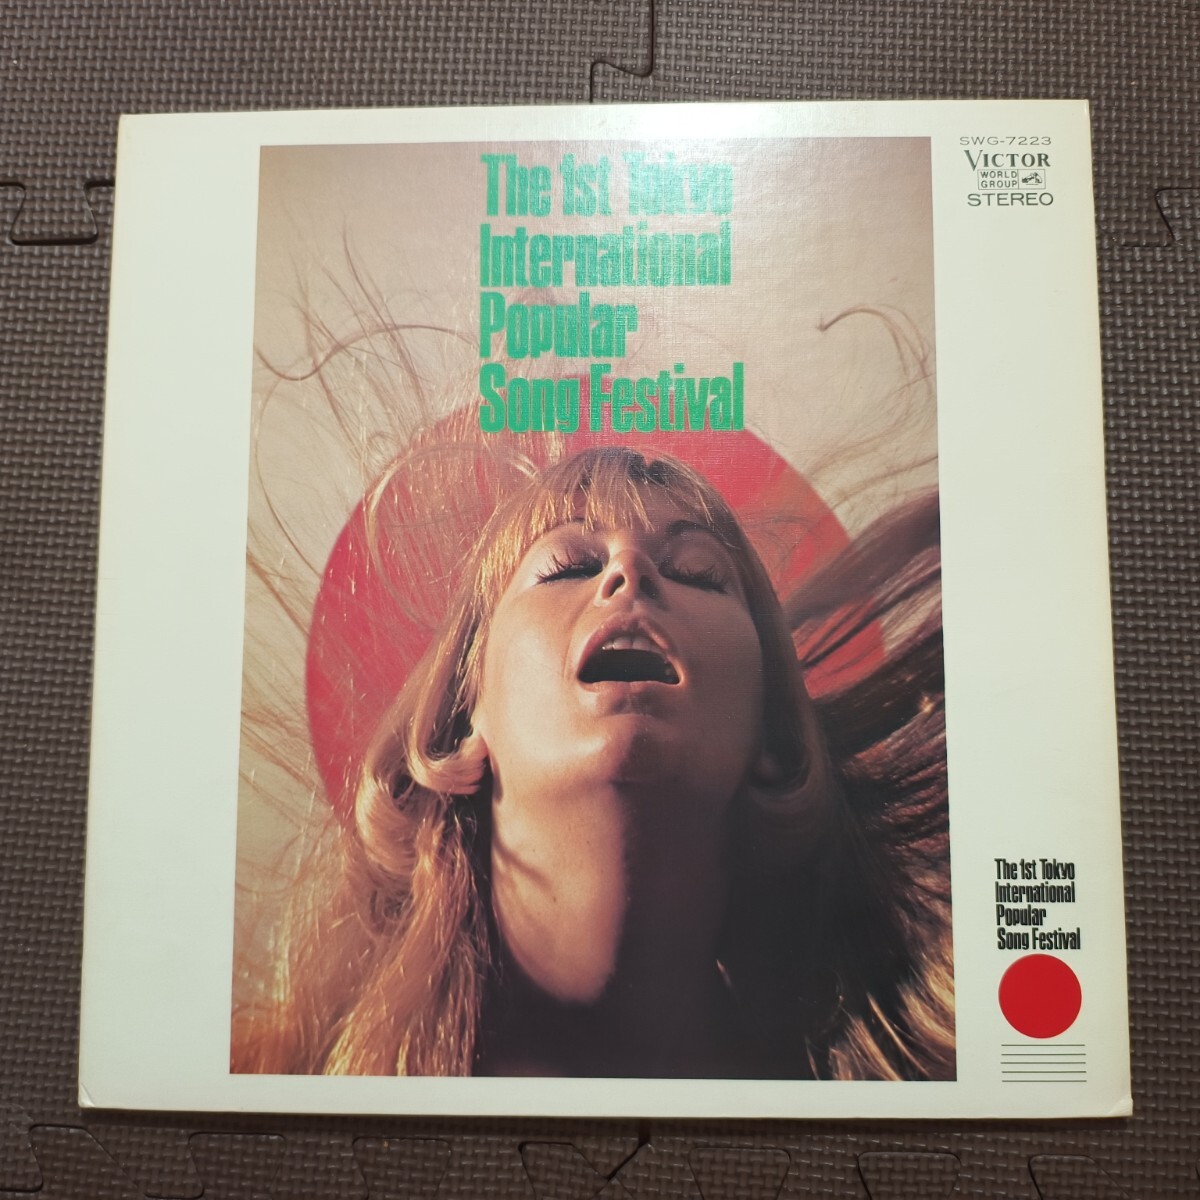 The 1st Tokyo
International
Popular
Song Festival
SWG-7223
VICTOR
WORLD
GROUP
STEREO
The 1st Tokyo
International
Popular
Song Festival